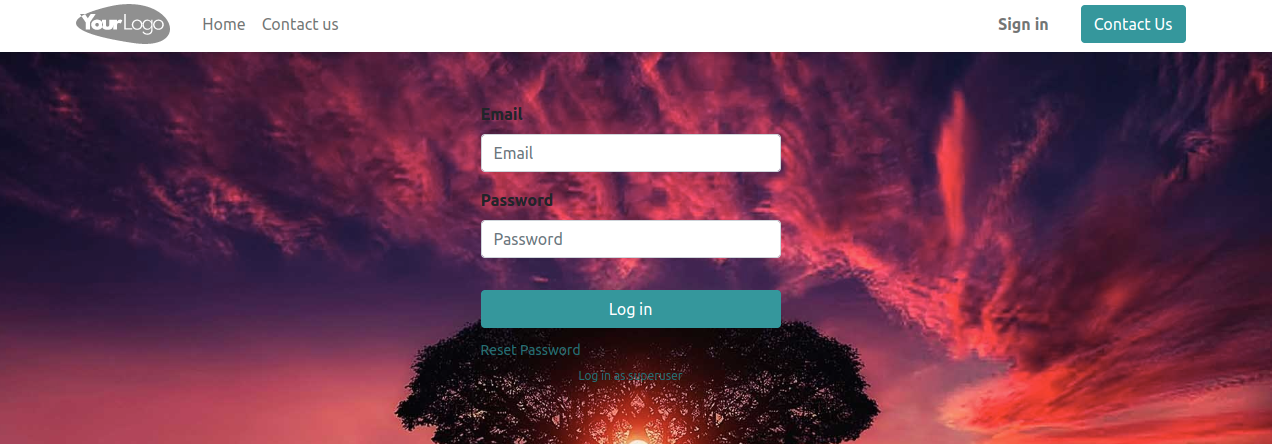 YourLogo
Home
Contact us
Sign in
Contact Us
Email
Email
Password
Password
Log in
Reset Password
Log in as superuser